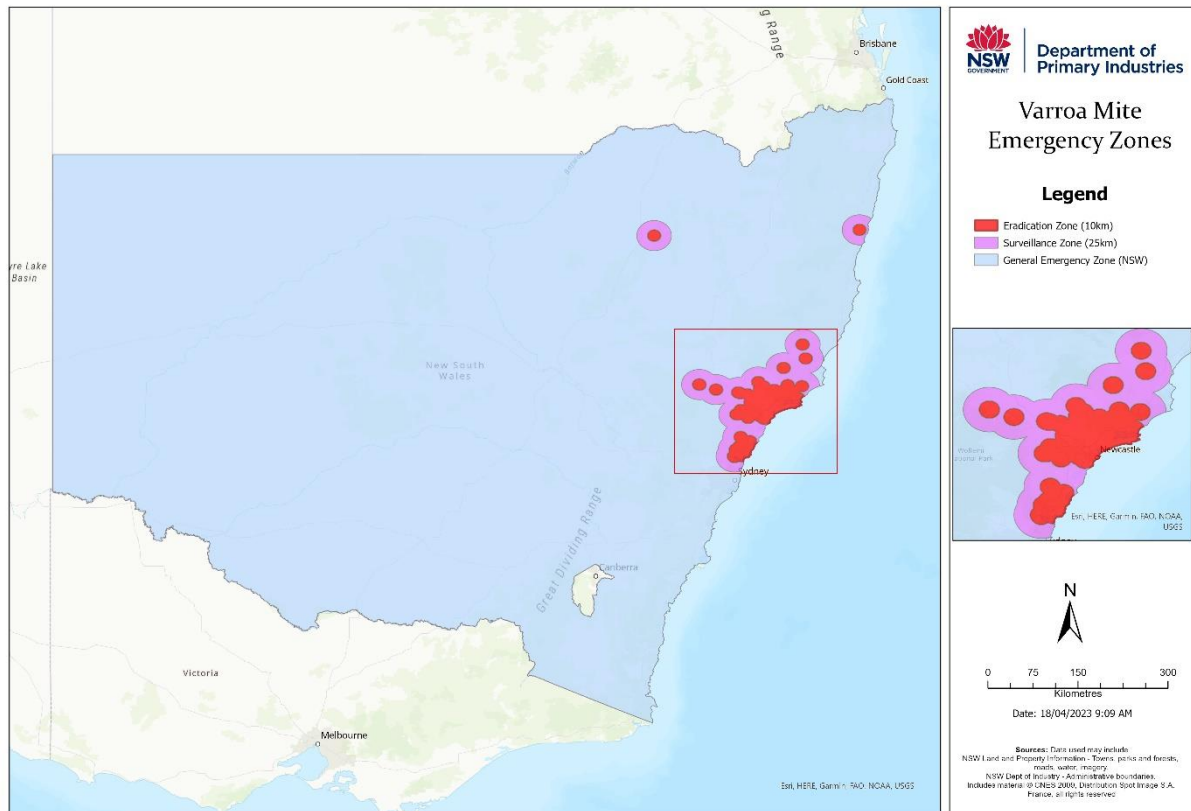 Range
Brisbane
Gold Coast
Barwon
yre Lake
Basin
New South
Wales
Sydney
Great Dividing Range
Canberra
Victoria
Melbourne
Esri, HERE, Garmin, FAO, NOAA, USGS
NSW
GOVERNMENT
Department of
Primary Industries
Varroa Mite
Emergency Zones
Legend
Eradication Zone (10km)
Surveillance Zone (25km)
General Emergency Zone (NSW)
Newcastle
Esri, HERE, Garmin, FAO, NOAA,
USGS
N
0 75 150 300
Kilometres
Date: 18/04/2023 9:09 AM
Sources: Data used may include
NSW Land and Property Information - Towns, parks and forests,
roads, water, imagery.
NSW Dept of Industry - Administrative boundaries.
Includes material © CNES 2009, Distribution Spot Image S.A.
France, all rights reserved